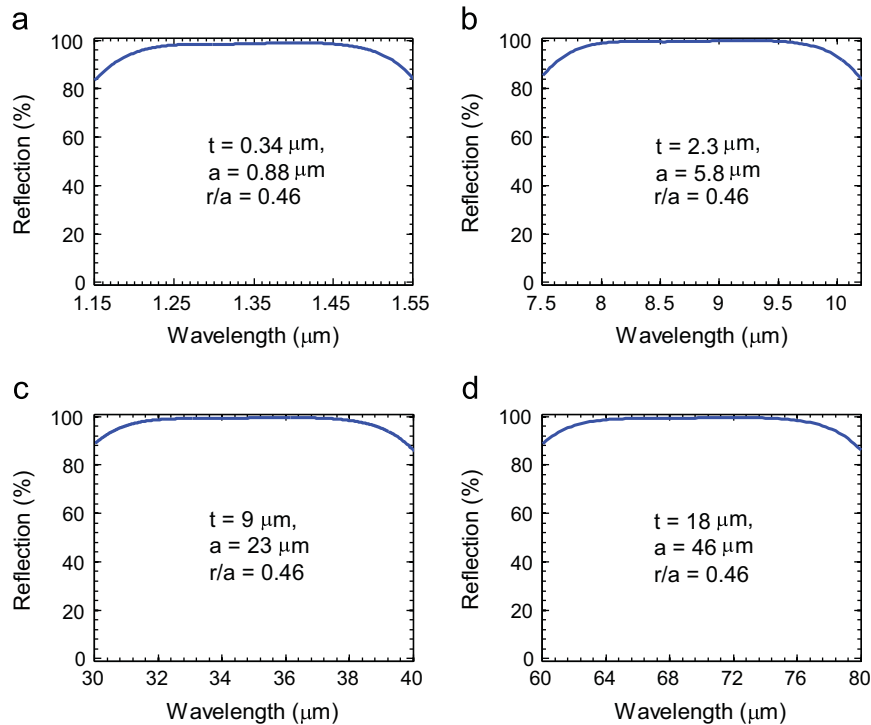 a
100
80
60
40
20
0
Reflection (%)
t = 0.34 μm,
a = 0.88 μm
r/a = 0.46
1.15 1.25 1.35 1.45 1.55
Wavelength (μm)
b
100
80
60
40
20
0
Reflection (%)
t = 2.3 μm,
a = 5.8 μm
r/a = 0.46
7.5 8 8.5 9 9.5 10
Wavelength (μm)
c
100
80
60
40
20
0
Reflection (%)
t = 9 μm,
a = 23 μm
r/a = 0.46
30 32 34 36 38 40
Wavelength (μm)
d
100
80
60
40
20
0
Reflection (%)
t = 18 μm,
a = 46 μm
r/a = 0.46
60 64 68 72 76 80
Wavelength (μm)